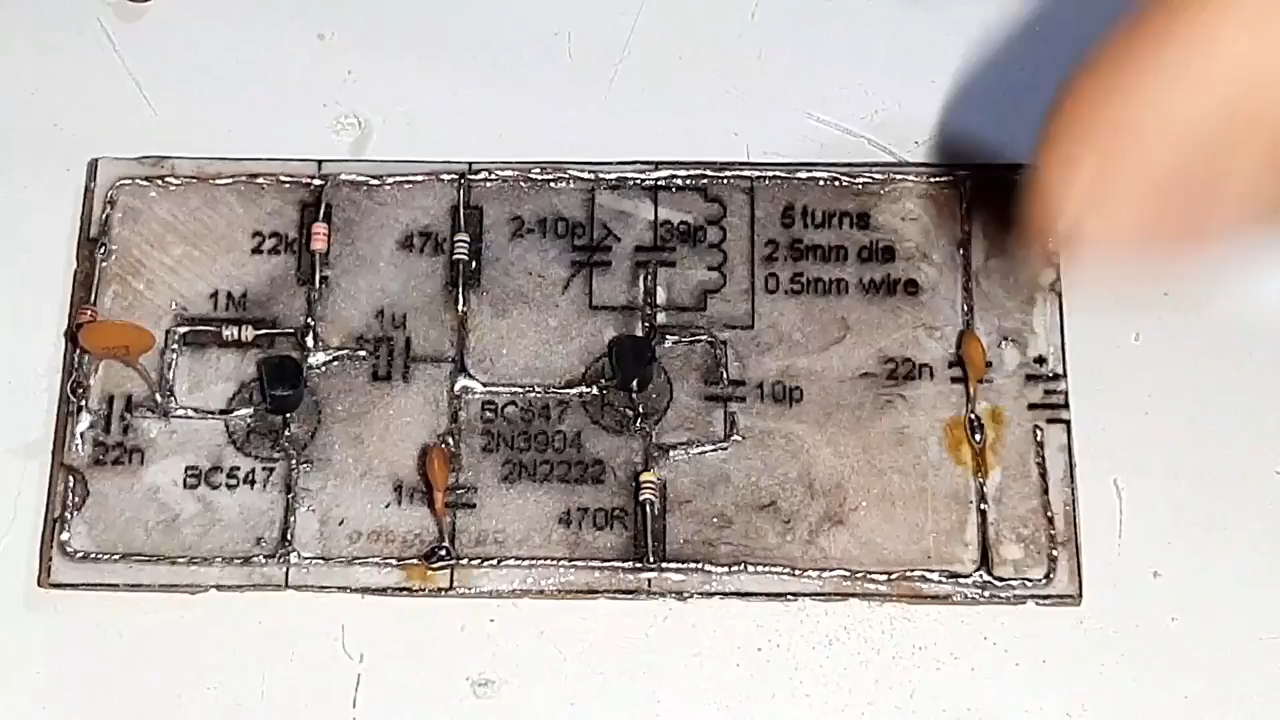 22k
47k
2-10p
39p
5 turns
2.5mm dia
0.5mm wire
1M
1u
22n
10p
22n
BC547
BC547
2N3904
2N2222
470R